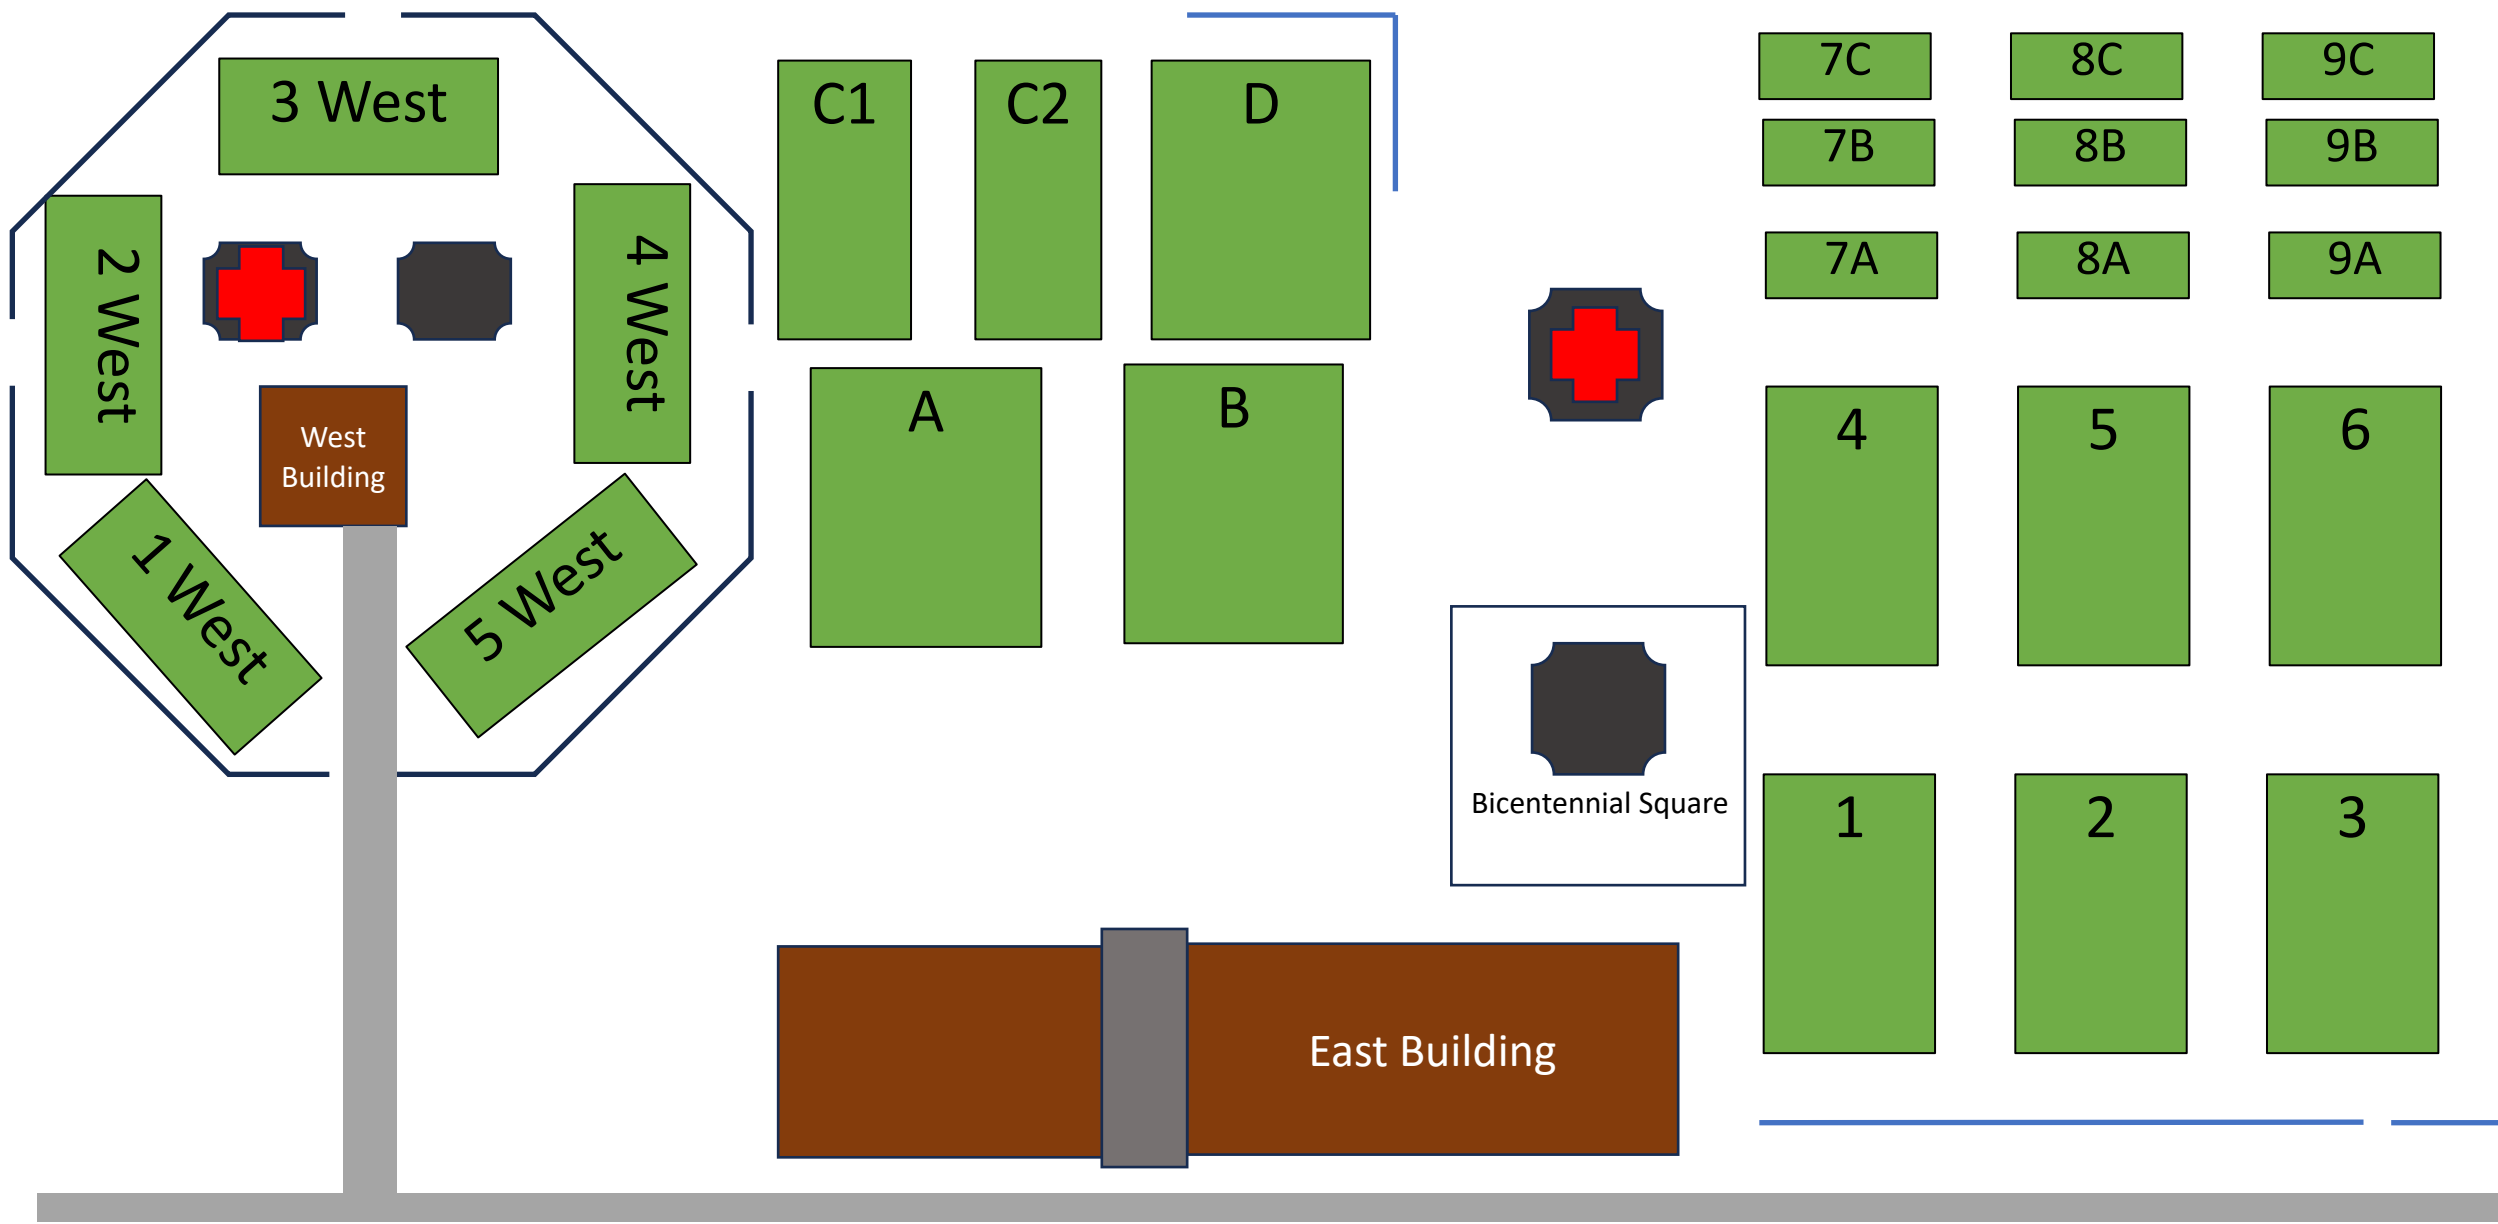 3 West
2 West
4 West
West
Building
1 West
5 West
C1
C2
D
A
B
7C
8C
9C
7B
8B
9B
7A
8A
9A
4
5
6
Bicentennial Square
1
2
3
East Building